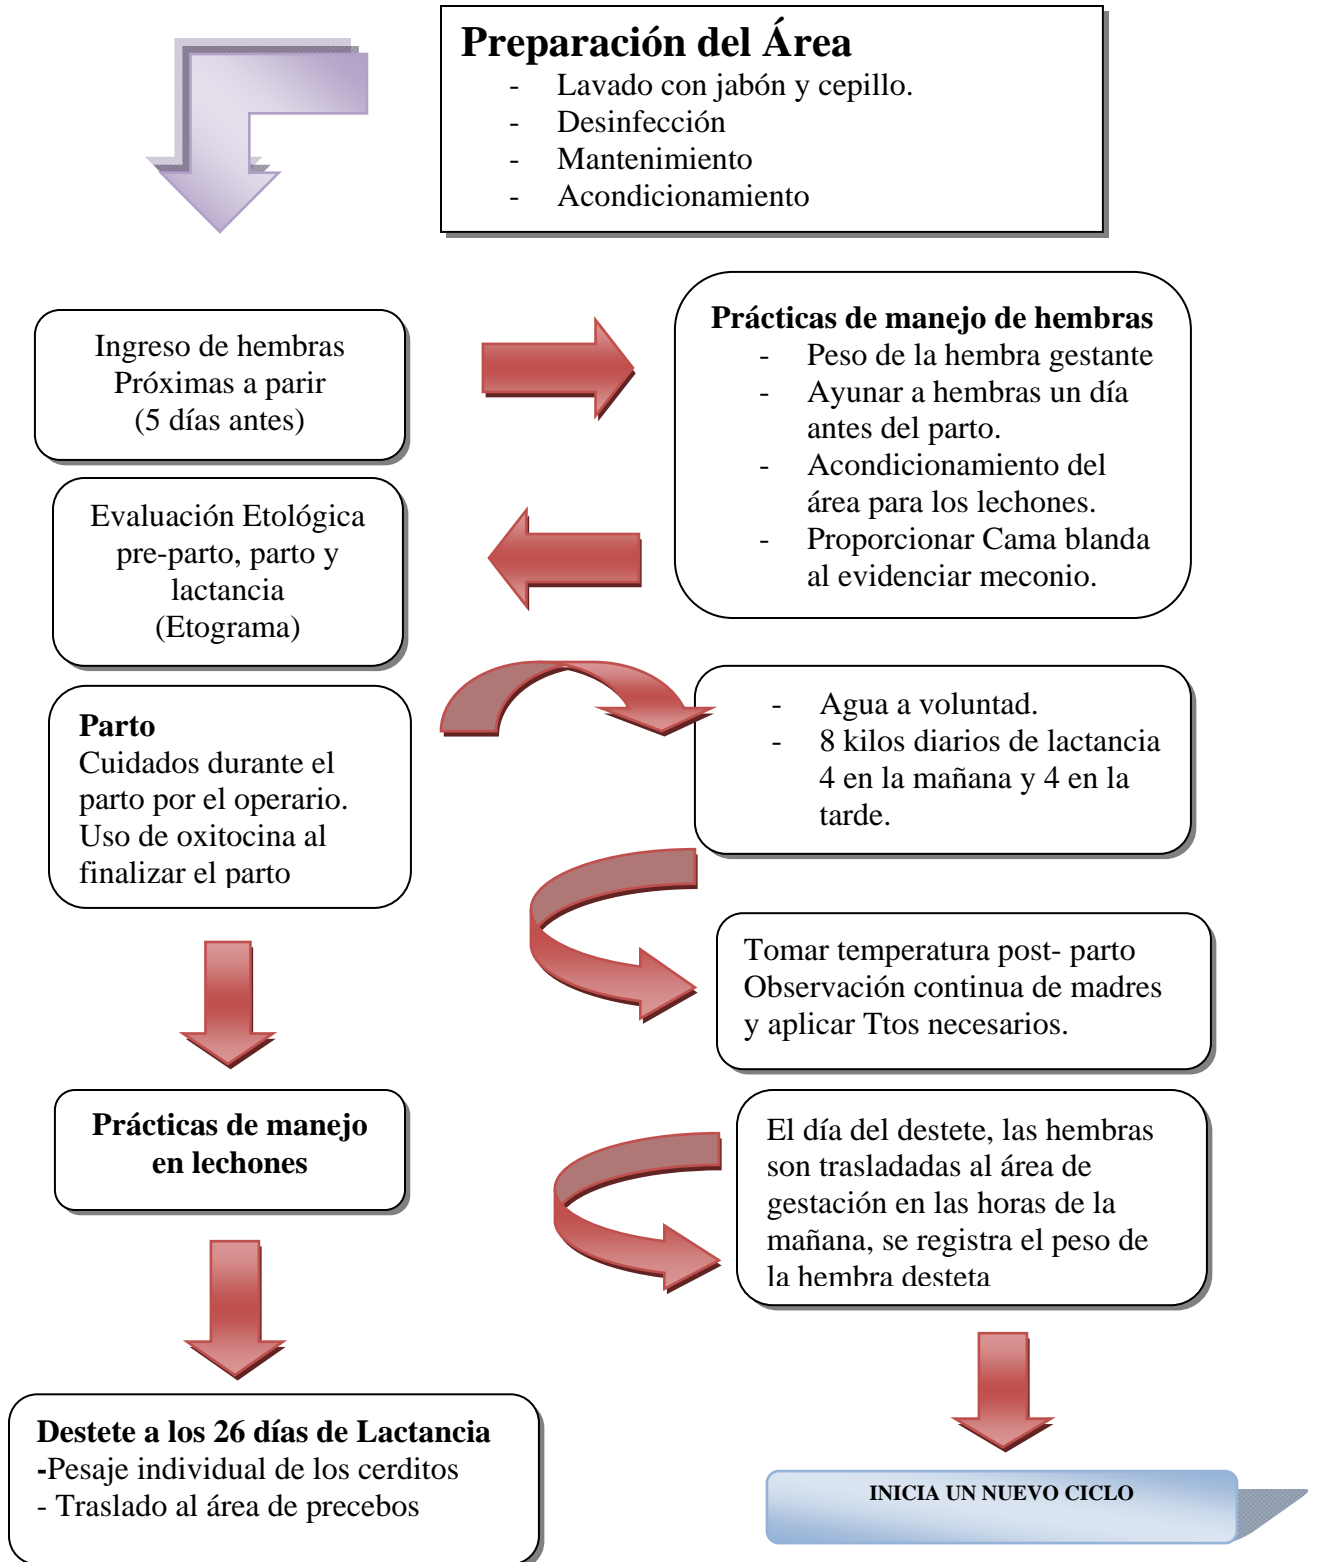 Preparación del Área
- Lavado con jabón y cepillo.
- Desinfección
- Mantenimiento
- Acondicionamiento
Ingreso de hembras
Próximas a parir
(5 días antes)
Prácticas de manejo de hembras
- Peso de la hembra gestante
- Ayunar a hembras un día
antes del parto.
- Acondicionamiento del
área para los lechones.
- Proporcionar Cama blanda
al evidenciar meconio.
Evaluación Etológica
pre-parto, parto y
lactancia
(Etograma)
Parto
Cuidados durante el
parto por el operario.
Uso de oxitocina al
finalizar el parto
- Agua a voluntad.
- 8 kilos diarios de lactancia
4 en la mañana y 4 en la
tarde.
Tomar temperatura post- parto
Observación continua de madres
y aplicar Ttos necesarios.
Prácticas de manejo
en lechones
El día del destete, las hembras
son trasladadas al área de
gestación en las horas de la
mañana, se registra el peso de
la hembra desteta
Destete a los 26 días de Lactancia
-Pesaje individual de los cerditos
- Traslado al área de precebos
INICIA UN NUEVO CICLO